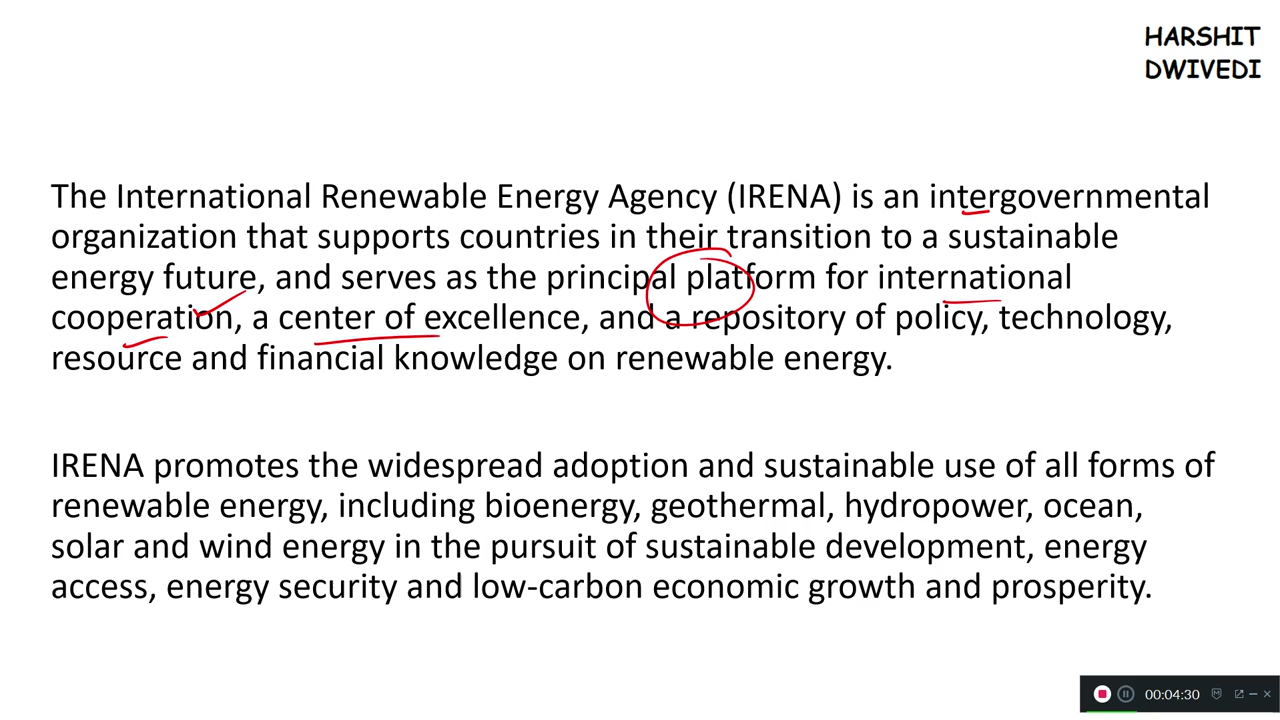 HARSHIT
DWIVEDI
The International Renewable Energy Agency (IRENA) is an intergovernmental
organization that supports countries in their transition to a sustainable
energy future, and serves as the principal platform for international
cooperation, a center of excellence, and a repository of policy, technology,
resource and financial knowledge on renewable energy.
IRENA promotes the widespread adoption and sustainable use of all forms of
renewable energy, including bioenergy, geothermal, hydropower, ocean,
solar and wind energy in the pursuit of sustainable development, energy
access, energy security and low-carbon economic growth and prosperity.
00:04:30